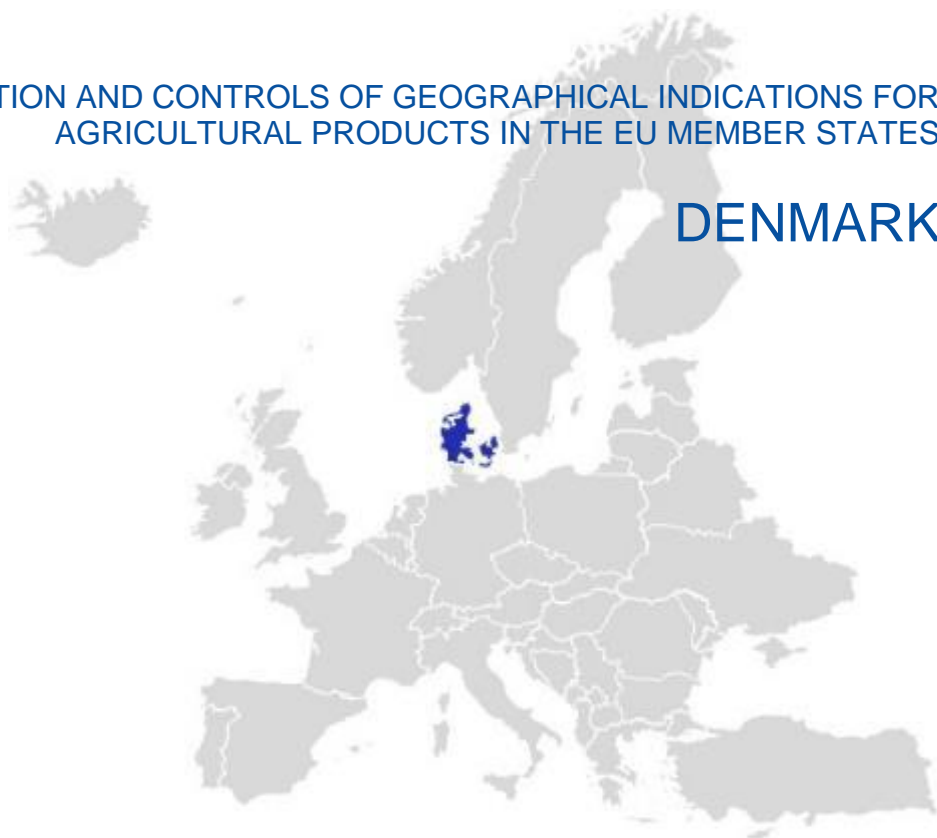 TION AND CONTROLS OF GEOGRAPHICAL INDICATIONS FOR
AGRICULTURAL PRODUCTS IN THE EU MEMBER STATES
DENMARK